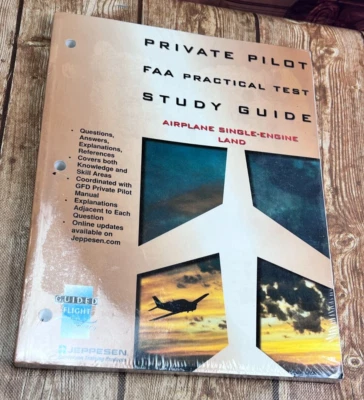 PRIVATE PILOT
FAA PRACTICAL TEST
STUDY GUIDE
AIRPLANE SINGLE-ENGINE
LAND
• Questions,
Answers,
Explanations,
References
• Covers both
Knowledge and
Skill Areas
• Coordinated with
GFD Private Pilot
Manual
• Explanations
Adjacent to Each
Question
• Online updates
available on
Jeppesen.com
GUIDED
FLIGHT
JEPPESEN